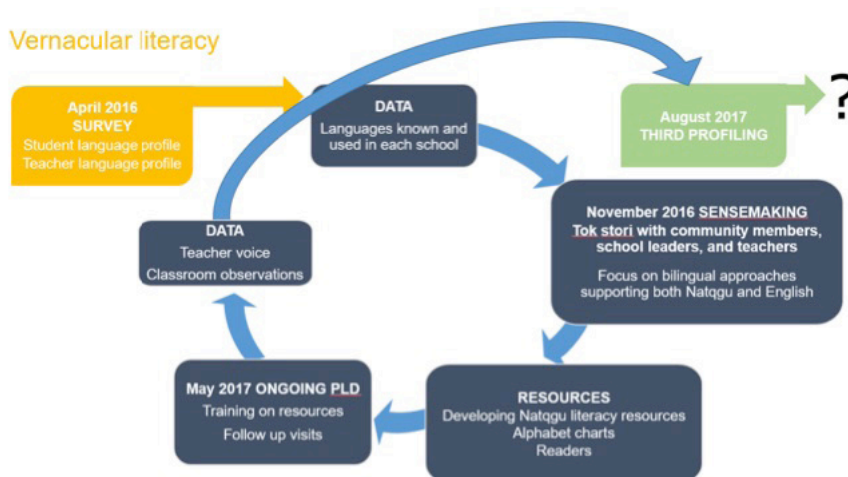 Vernacular literacy
April 2016
SURVEY
Student language profile
Teacher language profile
DATA
Languages known and
used in each school
August 2017
THIRD PROFILING
?
November 2016 SENSEMAKING
Tok stori with community members,
school leaders, and teachers
Focus on bilingual approaches
supporting both Natqgu and English
DATA
Teacher voice
Classroom observations
May 2017 ONGOING PLD
Training on resources
Follow up visits
RESOURCES
Developing Natqgu literacy resources
Alphabet charts
Readers